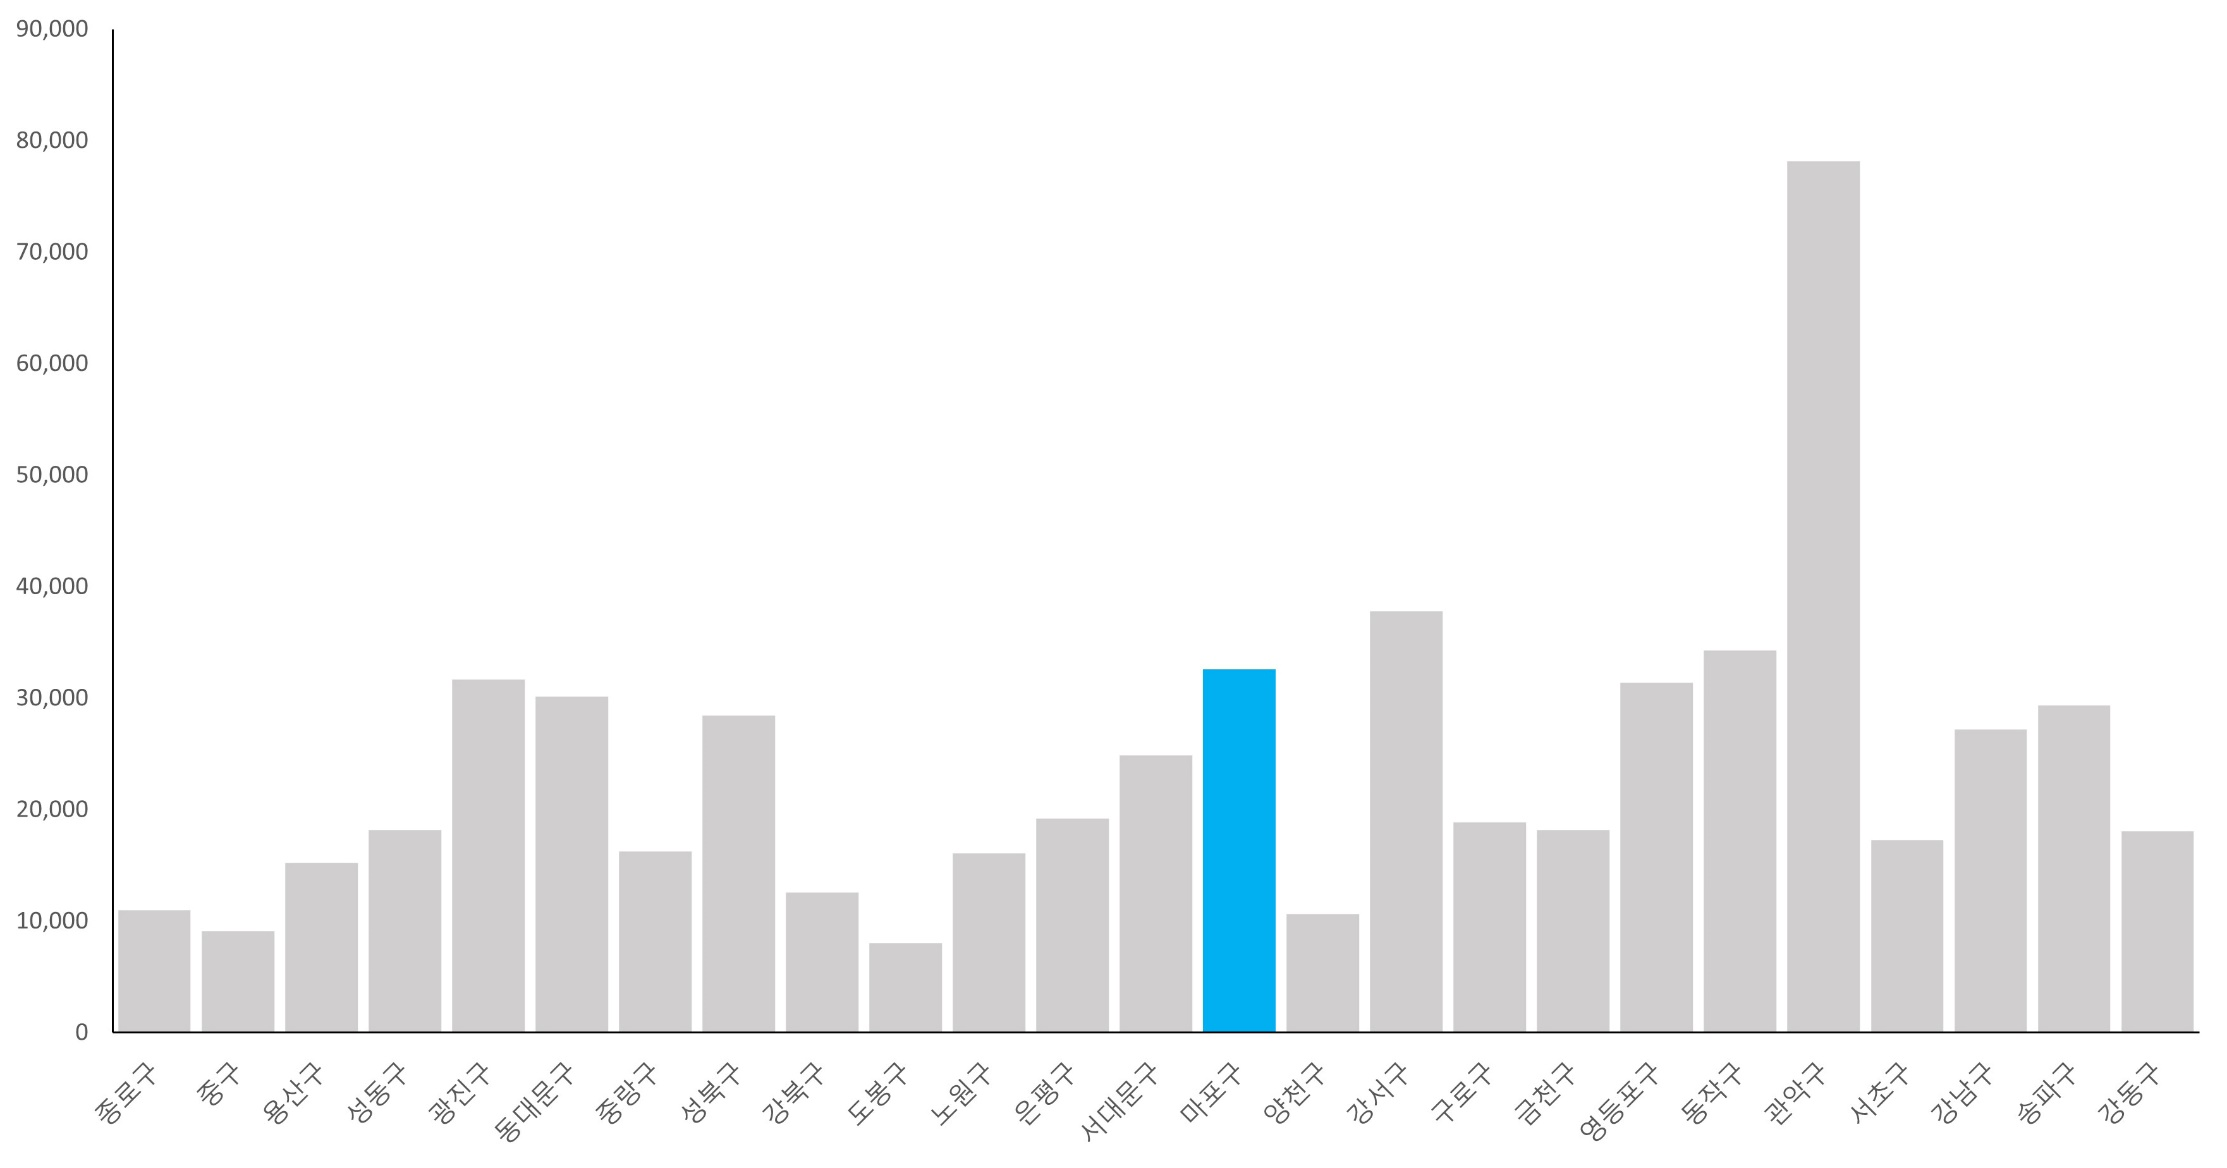 90,000
80,000
70,000
60,000
50,000
40,000
30,000
20,000
10,000
0
종로구
중구
용산구
성동구
광진구
동대문구
중랑구
성북구
강북구
도봉구
노원구
은평구
서대문구
마포구
양천구
강서구
구로구
금천구
영등포구
동작구
관악구
서초구
강남구
송파구
강동구